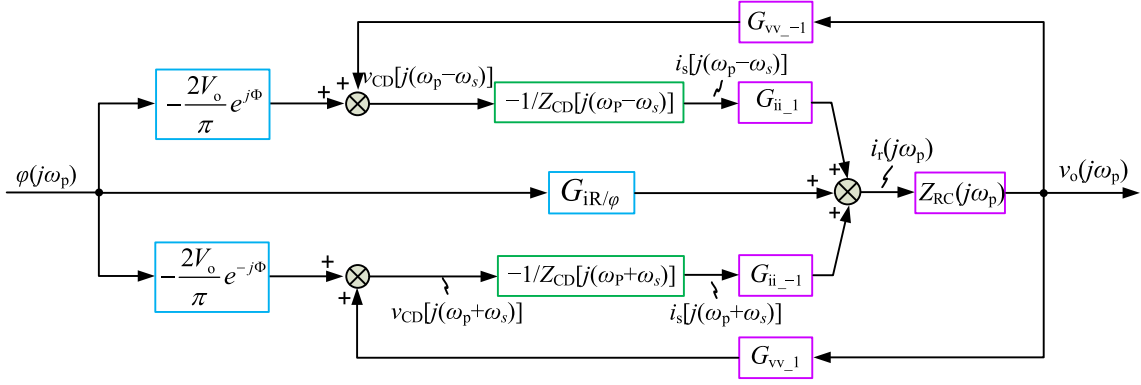 G_vv_−1
v_CD[j(ω_p−ω_s)]
i_s[j(ω_p−ω_s)]
−2V_o/π e^{jΦ}
+
+
−1/Z_CD[j(ω_p−ω_s)]
G_ii_1
φ(jω_p)
G_iR/φ
+
+
+
i_r(jω_p)
Z_RC(jω_p)
v_o(jω_p)
−2V_o/π e^{−jΦ}
+
+
−1/Z_CD[j(ω_P+ω_s)]
G_ii_−1
v_CD[j(ω_p+ω_s)]
i_s[j(ω_p+ω_s)]
G_vv_1